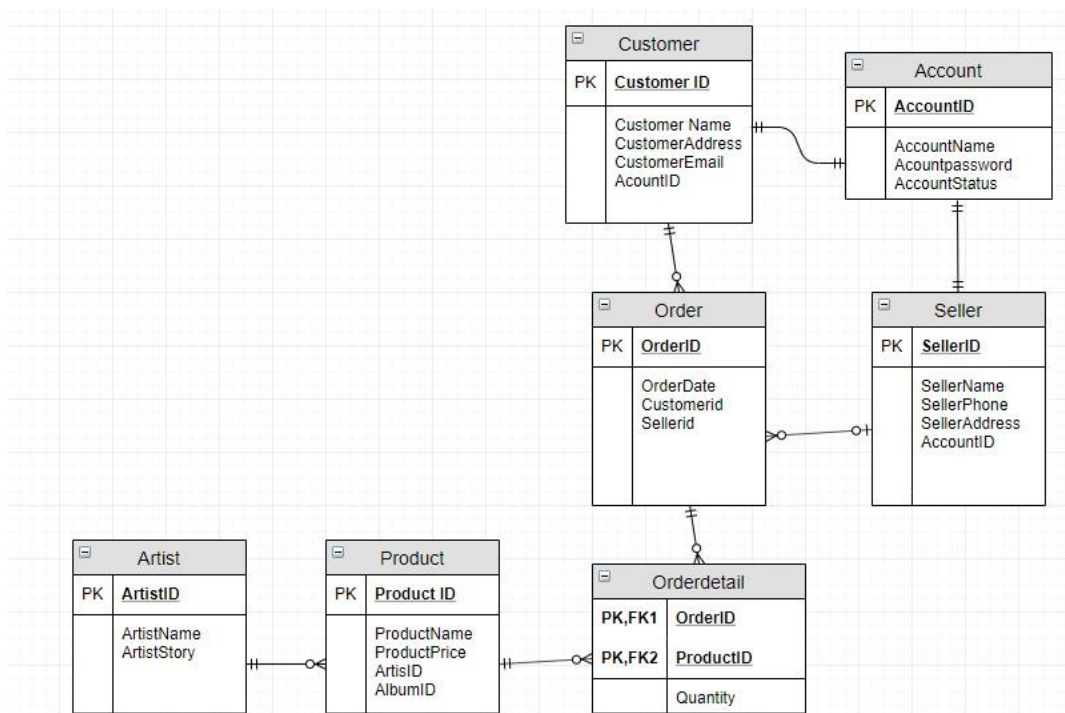 Customer
PK Customer ID
Customer Name
CustomerAddress
CustomerEmail
AcountID
Account
PK AccountID
AccountName
Acountpassword
AccountStatus
Order
PK OrderID
OrderDate
Customerid
Sellerid
Seller
PK SellerID
SellerName
SellerPhone
SellerAddress
AccountID
Artist
PK ArtistID
ArtistName
ArtistStory
Product
PK Product ID
ProductName
ProductPrice
ArtisID
AlbumID
Orderdetail
PK,FK1 OrderID
PK,FK2 ProductID
Quantity